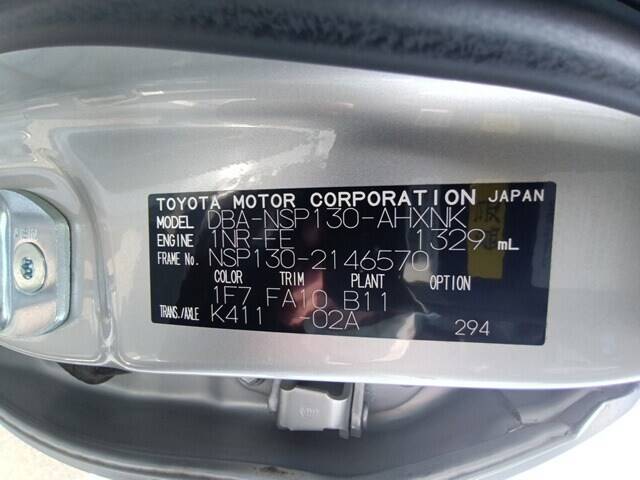 TOYOTA MOTOR CORPORATION JAPAN
MODEL DBA-NSP130-AHXNK
ENGINE 1NR-FE 1329 mL
FRAME No. NSP130-2146570
COLOR TRIM PLANT OPTION
1F7 FA10 B11
TRANS./AXLE K411 -02A 294